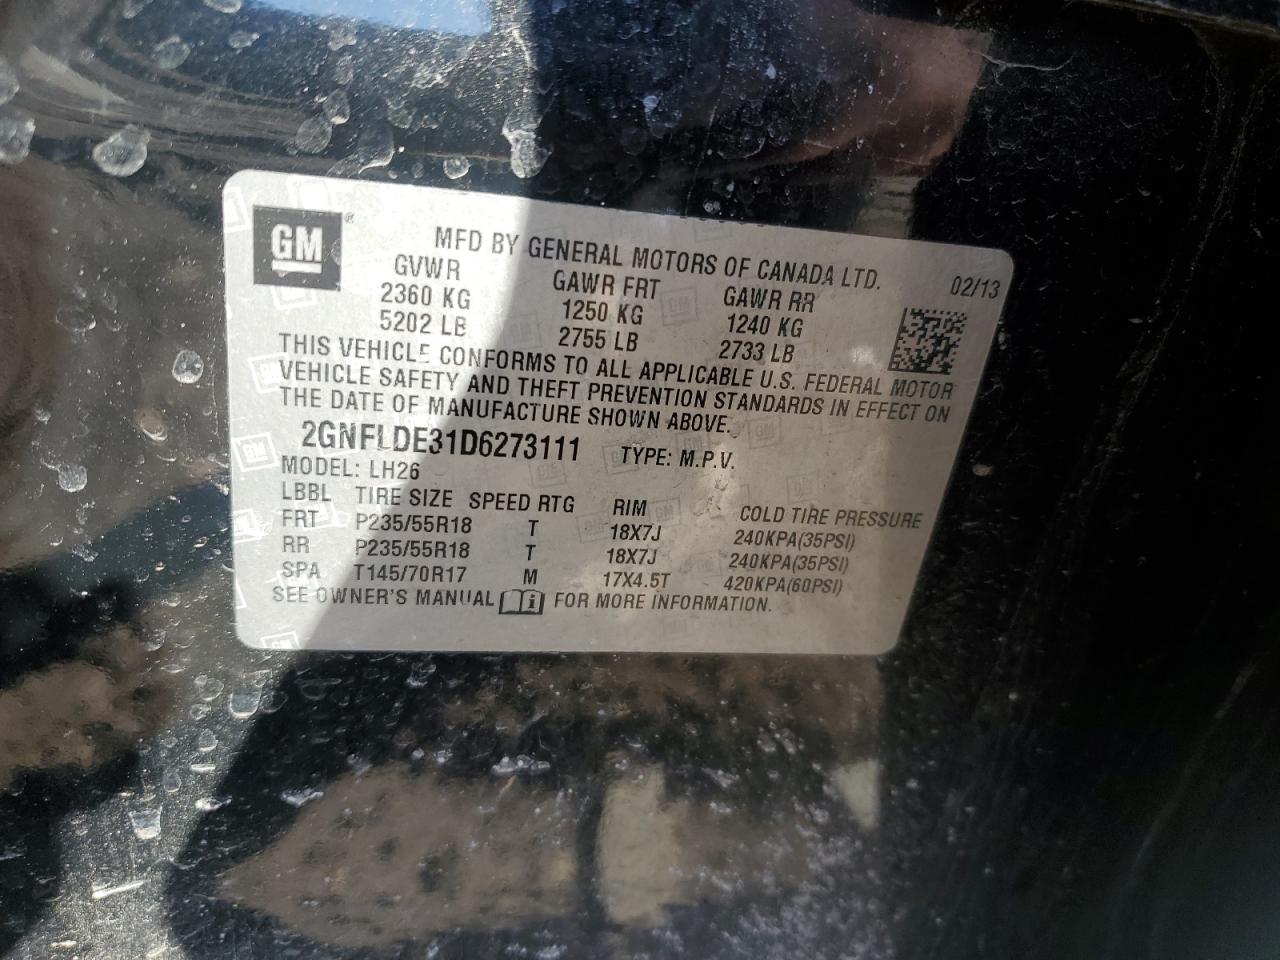 GM ®
MFD BY GENERAL MOTORS OF CANADA LTD.
02/13
GVWR GAWR FRT GAWR RR
2360 KG 1250 KG 1240 KG
5202 LB 2755 LB 2733 LB
THIS VEHICLE CONFORMS TO ALL APPLICABLE U.S. FEDERAL MOTOR
VEHICLE SAFETY AND THEFT PREVENTION STANDARDS IN EFFECT ON
THE DATE OF MANUFACTURE SHOWN ABOVE.
2GNFLDE31D6273111 TYPE: M.P.V.
MODEL: LH26
LBBL TIRE SIZE SPEED RTG RIM COLD TIRE PRESSURE
FRT P235/55R18 T 18X7J 240KPA(35PSI)
RR P235/55R18 T 18X7J 240KPA(35PSI)
SPA T145/70R17 M 17X4.5T 420KPA(60PSI)
SEE OWNER'S MANUAL i FOR MORE INFORMATION.